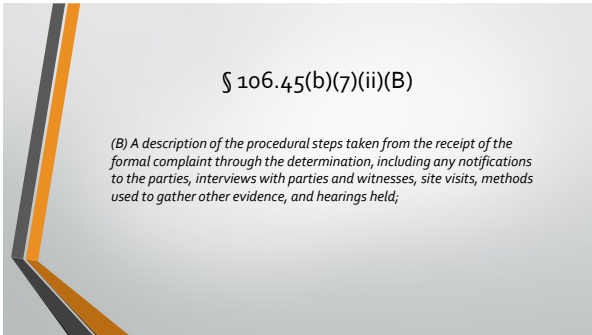 § 106.45(b)(7)(ii)(B)
(B) A description of the procedural steps taken from the receipt of the
formal complaint through the determination, including any notifications
to the parties, interviews with parties and witnesses, site visits, methods
used to gather other evidence, and hearings held;